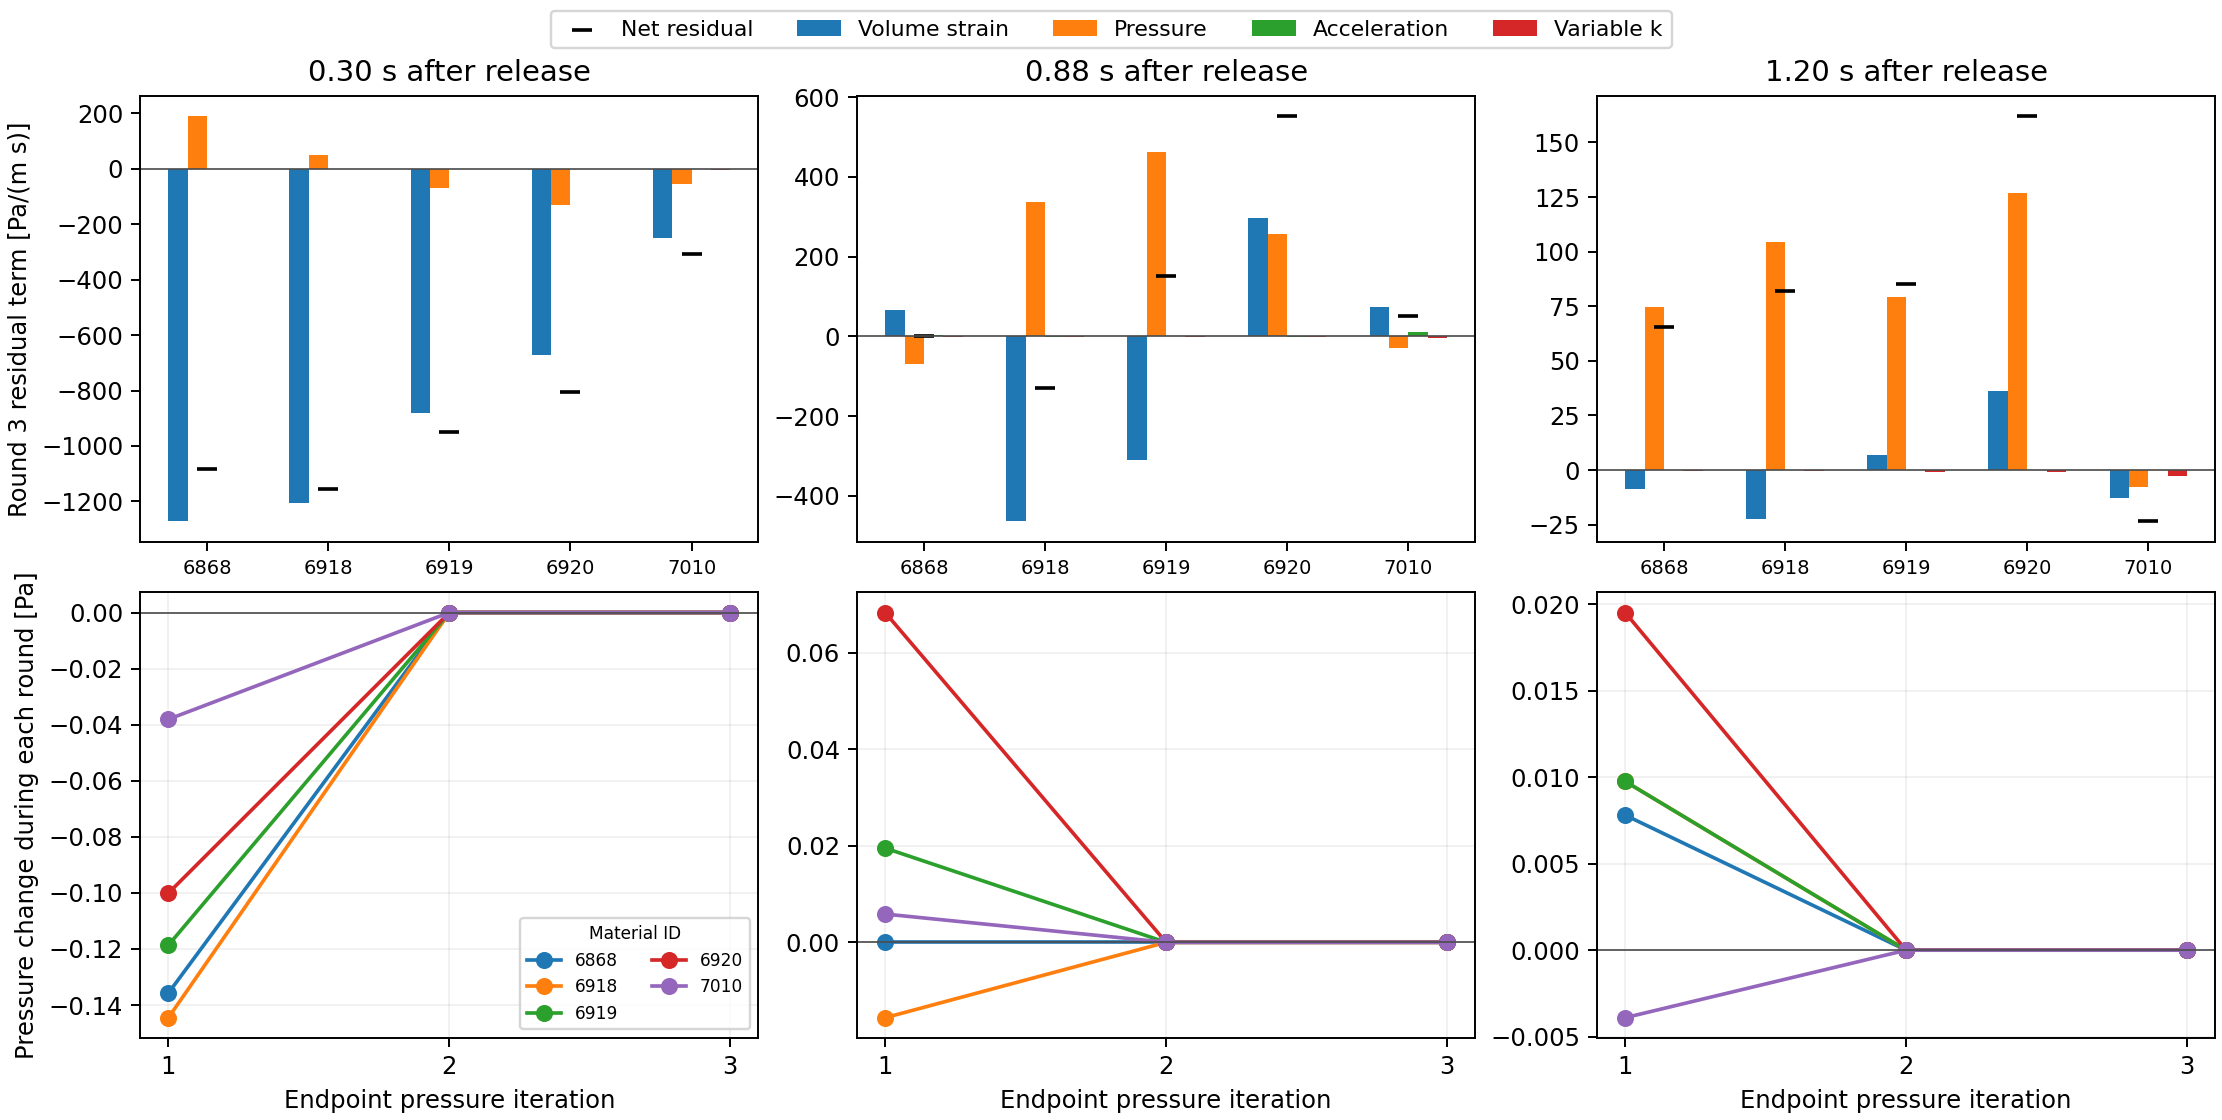 Net residual Volume strain Pressure Acceleration Variable k
0.30 s after release
0.88 s after release
1.20 s after release
Round 3 residual term [Pa/(m s)]
200
0
−200
−400
−600
−800
−1000
−1200
6868 6918 6919 6920 7010
600
400
200
0
−200
−400
6868 6918 6919 6920 7010
150
125
100
75
50
25
0
−25
6868 6918 6919 6920 7010
Pressure change during each round [Pa]
0.00
−0.02
−0.04
−0.06
−0.08
−0.10
−0.12
−0.14
Material ID
6868 6920
6918 7010
6919
1 2 3
Endpoint pressure iteration
0.06
0.04
0.02
0.00
1 2 3
Endpoint pressure iteration
0.020
0.015
0.010
0.005
0.000
−0.005
1 2 3
Endpoint pressure iteration